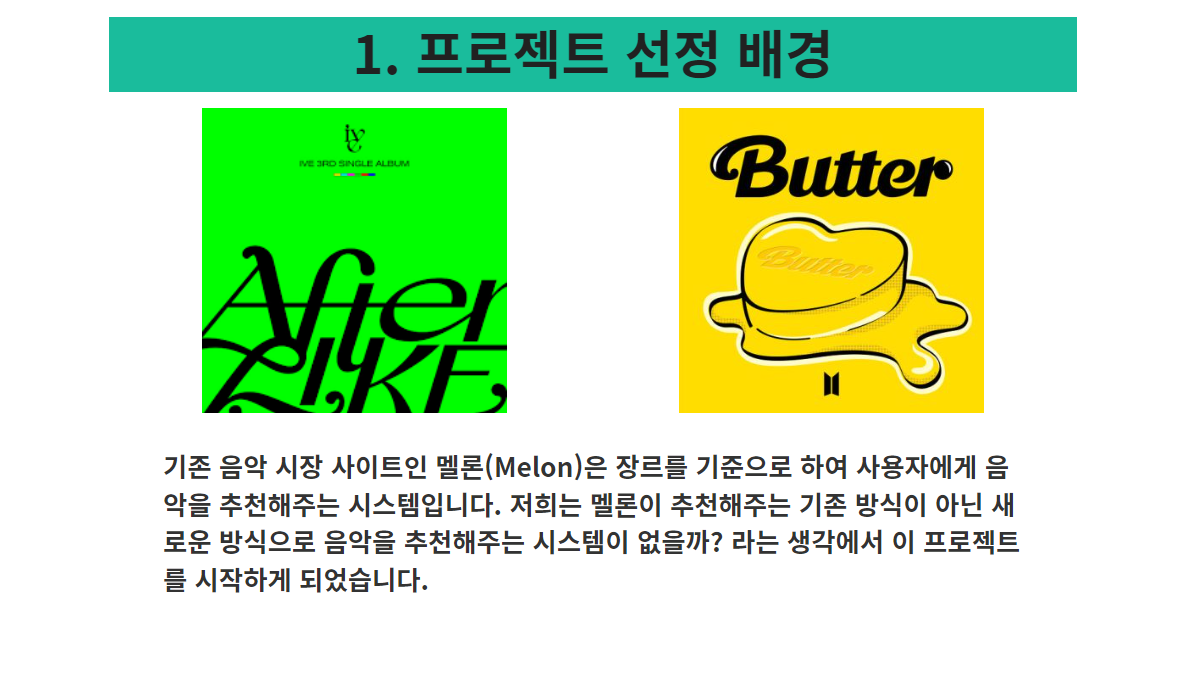 1. 프로젝트 선정 배경
ive
IVE 3RD SINGLE ALBUM
After
LIKE
Butter
Butter
기존 음악 시장 사이트인 멜론(Melon)은 장르를 기준으로 하여 사용자에게 음
악을 추천해주는 시스템입니다. 저희는 멜론이 추천해주는 기존 방식이 아닌 새
로운 방식으로 음악을 추천해주는 시스템이 없을까? 라는 생각에서 이 프로젝트
를 시작하게 되었습니다.